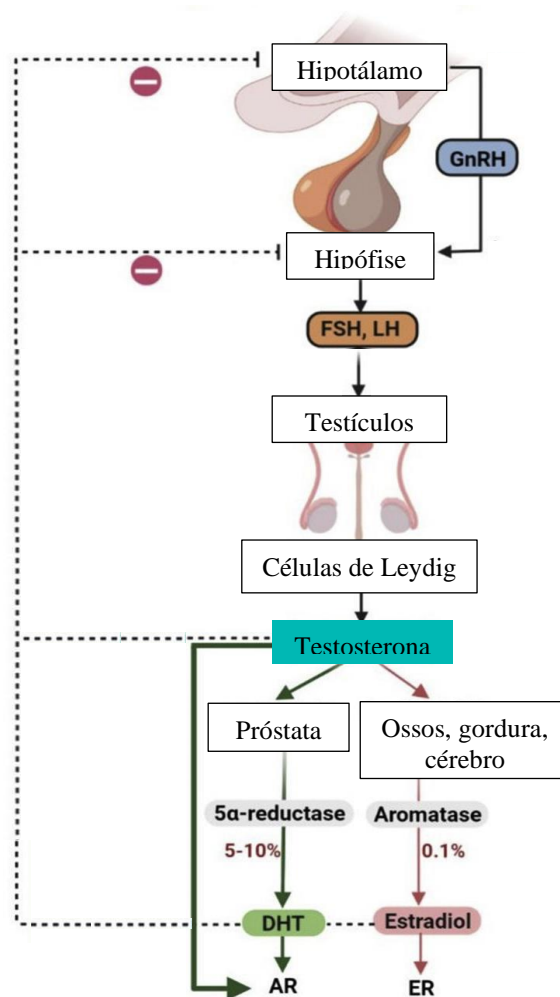 Hipotálamo
GnRH
Hipófise
FSH, LH
Testículos
Células de Leydig
Testosterona
Próstata
Ossos, gordura,
cérebro
5α-reductase
Aromatase
5-10%
0.1%
DHT
Estradiol
AR
ER